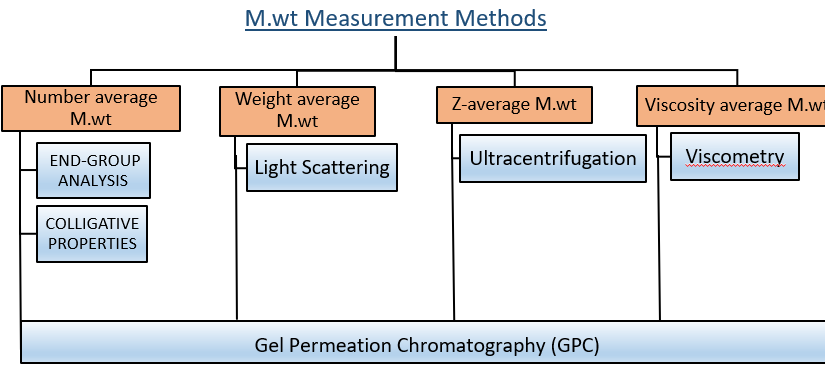 M.wt Measurement Methods
Number average
M.wt
Weight average
M.wt
Z-average M.wt
Viscosity average M.wt
END-GROUP
ANALYSIS
COLLIGATIVE
PROPERTIES
Light Scattering
Ultracentrifugation
Viscometry
Gel Permeation Chromatography (GPC)